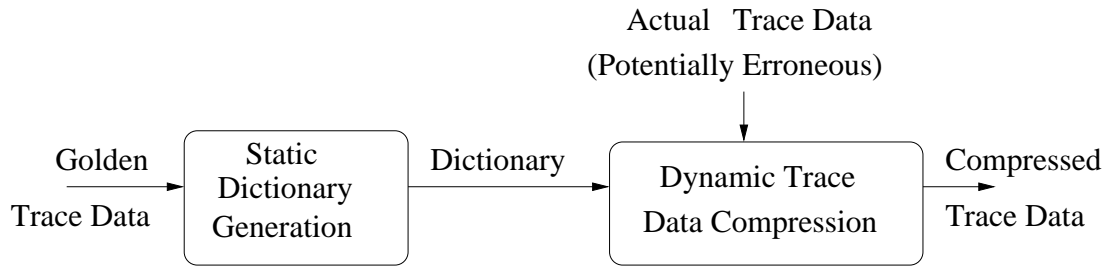 Actual Trace Data
(Potentially Erroneous)
Golden
Trace Data
Static
Dictionary
Generation
Dictionary
Dynamic Trace
Data Compression
Compressed
Trace Data